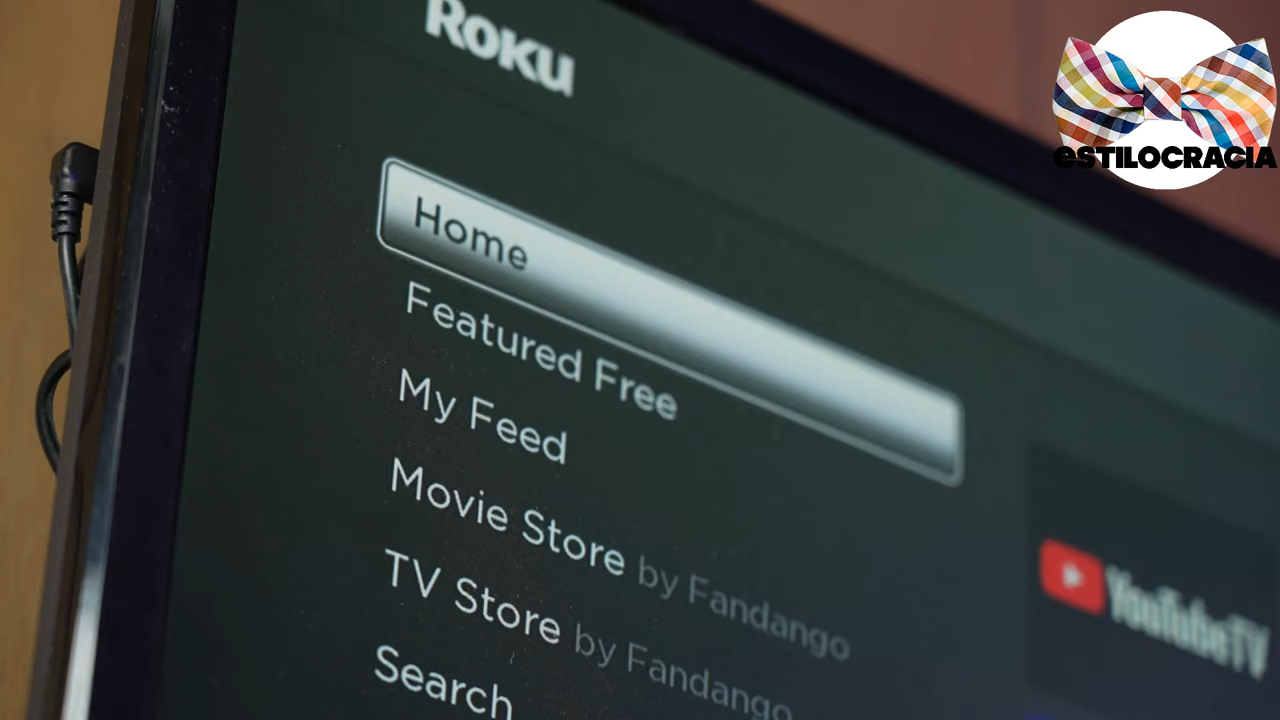 Roku
eSTILOCRACIA
Home
Featured Free
My Feed
Movie Store by Fandango
TV Store by Fandango
Search
YouTubeTV